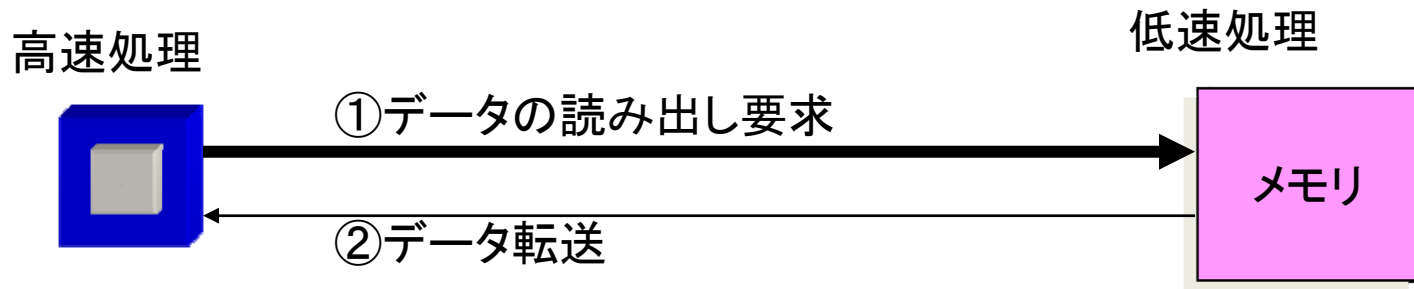 低速処理
高速処理
①データの読み出し要求
メモリ
②データ転送